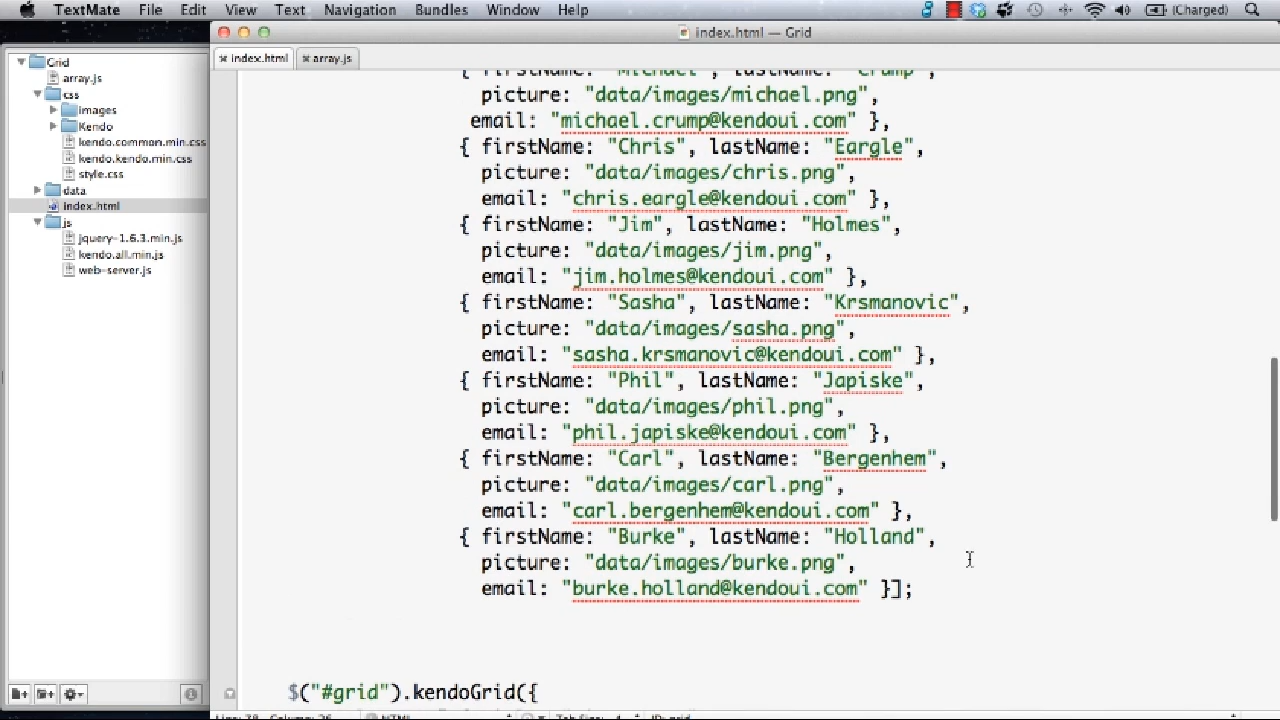 TextMate File Edit View Text Navigation Bundles Window Help (Charged)
index.html — Grid
index.html array.js
Grid
array.js
css
images
Kendo
kendo.common.min.css
kendo.kendo.min.css
style.css
data
index.html
js
jquery-1.6.3.min.js
kendo.all.min.js
web-server.js
{ firstName: "Michael", lastName: "Crump",
picture: "data/images/michael.png",
email: "michael.crump@kendoui.com" },
{ firstName: "Chris", lastName: "Eargle",
picture: "data/images/chris.png",
email: "chris.eargle@kendoui.com" },
{ firstName: "Jim", lastName: "Holmes",
picture: "data/images/jim.png",
email: "jim.holmes@kendoui.com" },
{ firstName: "Sasha", lastName: "Krsmanovic",
picture: "data/images/sasha.png",
email: "sasha.krsmanovic@kendoui.com" },
{ firstName: "Phil", lastName: "Japiske",
picture: "data/images/phil.png",
email: "phil.japiske@kendoui.com" },
{ firstName: "Carl", lastName: "Bergenhem",
picture: "data/images/carl.png",
email: "carl.bergenhem@kendoui.com" },
{ firstName: "Burke", lastName: "Holland",
picture: "data/images/burke.png",
email: "burke.holland@kendoui.com" }];
$("#grid").kendoGrid({